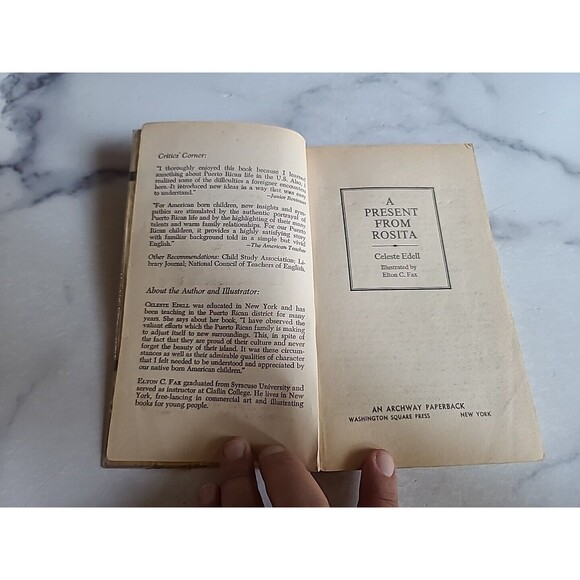 Critics' Corner:
"I thoroughly enjoyed this book because I learned
something about Puerto Rican life in the U.S. Also, I
realized some of the difficulties a foreigner encounters
here. It introduced new ideas in a way that was easy
to understand."
—Junior Reviewers
"For American born children, new insights and sym-
pathies are stimulated by the authentic portrayal of
Puerto Rican life and by the highlighting of their many
talents and warm family relationships. For our Puerto
Rican children, it provides a highly satisfying story
with familiar background told in a simple but vivid
English."
—The American Teacher
Other Recommendations: Child Study Association; Li-
brary Journal; National Council of Teachers of English.
About the Author and Illustrator:
CELESTE EDELL was educated in New York and has
been teaching in the Puerto Rican district for many
years. She says about her book, "I have observed the
valiant efforts which the Puerto Rican family is making
to adjust itself to new surroundings. This, in spite of
the fact that they are proud of their culture and never
forget the beauty of their island. It was these circum-
stances as well as their admirable qualities of character
that I felt needed to be understood and appreciated by
our native born American children."
ELTON C. FAX graduated from Syracuse University and
served as instructor at Claflin College. He lives in New
York, free-lancing in commercial art and illustrating
books for young people.
A
PRESENT
FROM
ROSITA
Celeste Edell
Illustrated by
Elton C. Fax
AN ARCHWAY PAPERBACK
WASHINGTON SQUARE PRESS NEW YORK